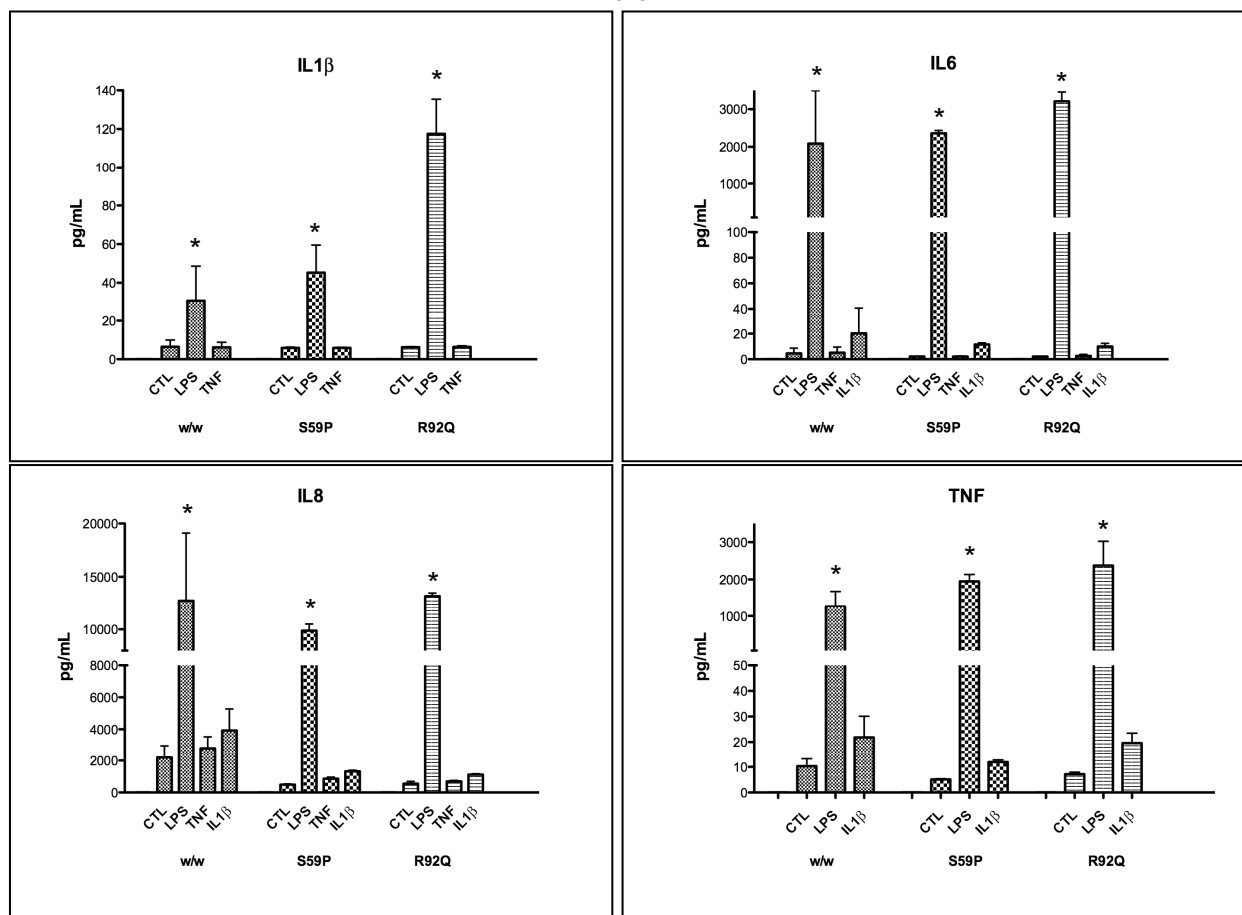 IL1β
*
*
*
140
120
100
80
60
40
20
0
pg/mL
CTL LPS TNF CTL LPS TNF CTL LPS TNF
w/w S59P R92Q
IL6
*
*
*
3000
2000
1000
100
80
60
40
20
0
pg/mL
CTL LPS TNF IL1β CTL LPS TNF IL1β CTL LPS TNF IL1β
w/w S59P R92Q
IL8
*
*
*
20000
15000
10000
8000
6000
4000
2000
0
pg/mL
CTL LPS TNF IL1β CTL LPS TNF IL1β CTL LPS TNF IL1β
w/w S59P R92Q
TNF
*
*
*
3000
2000
1000
50
40
30
20
10
0
pg/mL
CTL LPS IL1β CTL LPS IL1β CTL LPS IL1β
w/w S59P R92Q